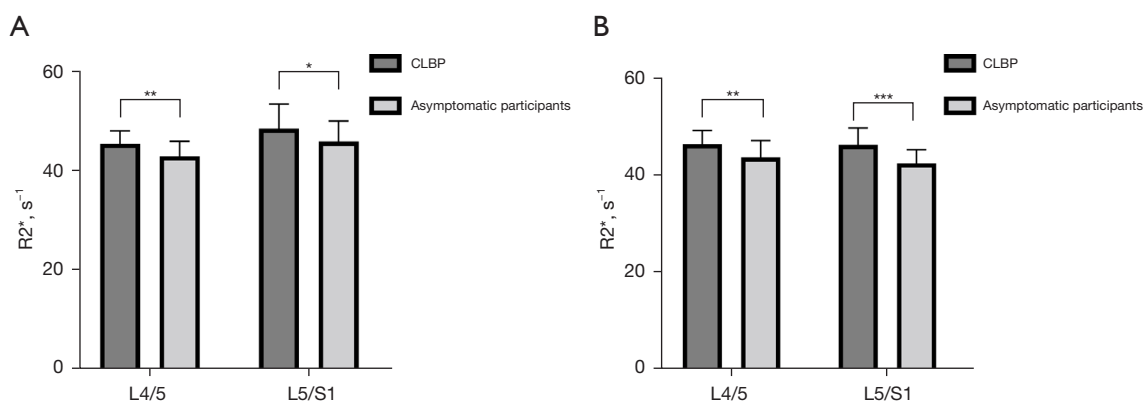 A
CLBP
Asymptomatic participants
60
40
20
0
R2*, s⁻¹
**
*
L4/5
L5/S1
B
CLBP
Asymptomatic participants
60
40
20
0
R2*, s⁻¹
**
***
L4/5
L5/S1